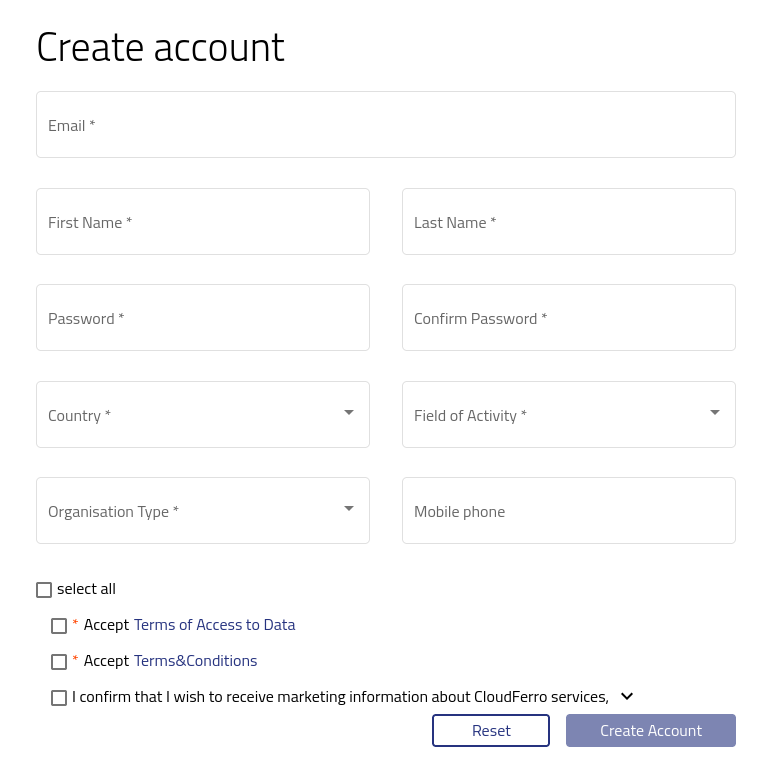 Create account
Email *
First Name *
Last Name *
Password *
Confirm Password *
Country *
Field of Activity *
Organisation Type *
Mobile phone
select all
* Accept Terms of Access to Data
* Accept Terms&Conditions
I confirm that I wish to receive marketing information about CloudFerro services,
Reset
Create Account